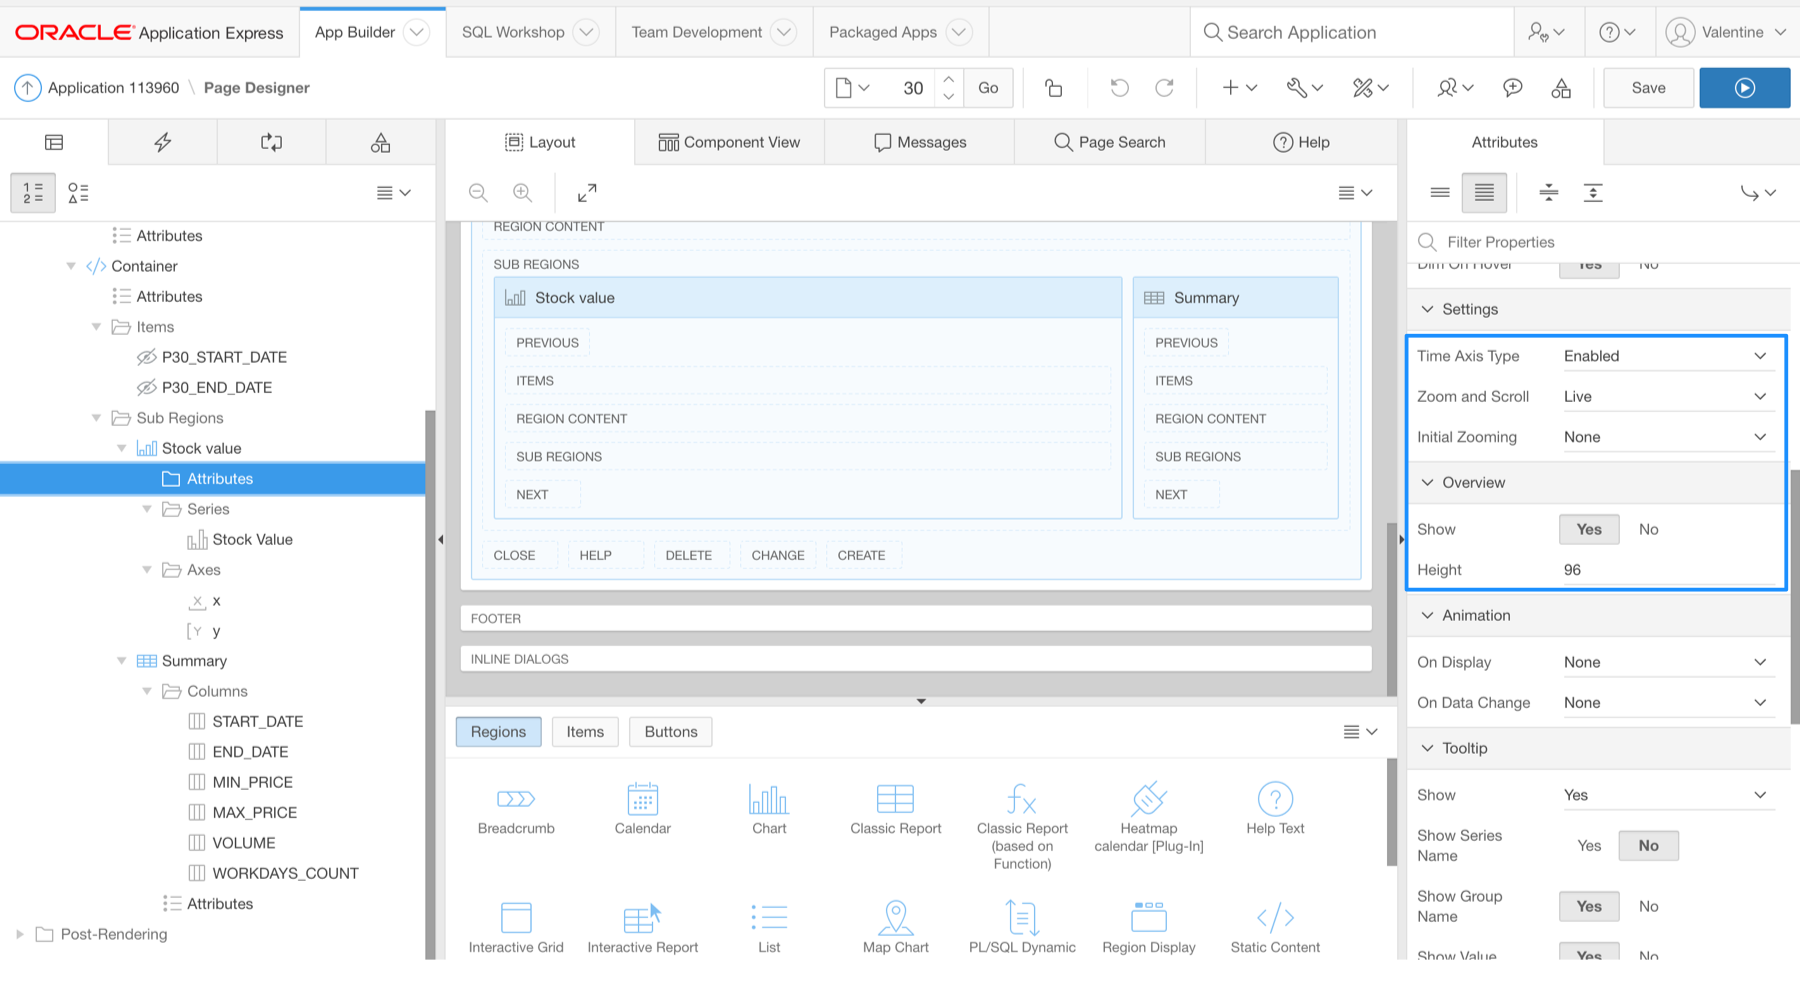 ORACLE Application Express
App Builder
SQL Workshop
Team Development
Packaged Apps
Search Application
Valentine
Application 113960 \ Page Designer
30
Go
Save
Layout
Component View
Messages
Page Search
Help
Attributes
Filter Properties
Attributes
Container
Attributes
Items
P30_START_DATE
P30_END_DATE
Sub Regions
Stock value
Attributes
Series
Stock Value
Axes
x
y
Summary
Columns
START_DATE
END_DATE
MIN_PRICE
MAX_PRICE
VOLUME
WORKDAYS_COUNT
Attributes
Post-Rendering
REGION CONTENT
SUB REGIONS
Stock value
PREVIOUS
ITEMS
REGION CONTENT
SUB REGIONS
NEXT
Summary
PREVIOUS
ITEMS
REGION CONTENT
SUB REGIONS
NEXT
CLOSE
HELP
DELETE
CHANGE
CREATE
FOOTER
INLINE DIALOGS
Regions
Items
Buttons
Breadcrumb
Calendar
Chart
Classic Report
Classic Report
(based on
Function)
Heatmap
calendar [Plug-In]
Help Text
Interactive Grid
Interactive Report
List
Map Chart
PL/SQL Dynamic
Region Display
Static Content
Dim On Hover Yes No
Settings
Time Axis Type Enabled
Zoom and Scroll Live
Initial Zooming None
Overview
Show Yes No
Height 96
Animation
On Display None
On Data Change None
Tooltip
Show Yes
Show Series
Name
Yes No
Show Group
Name
Yes No
Show Value Yes No